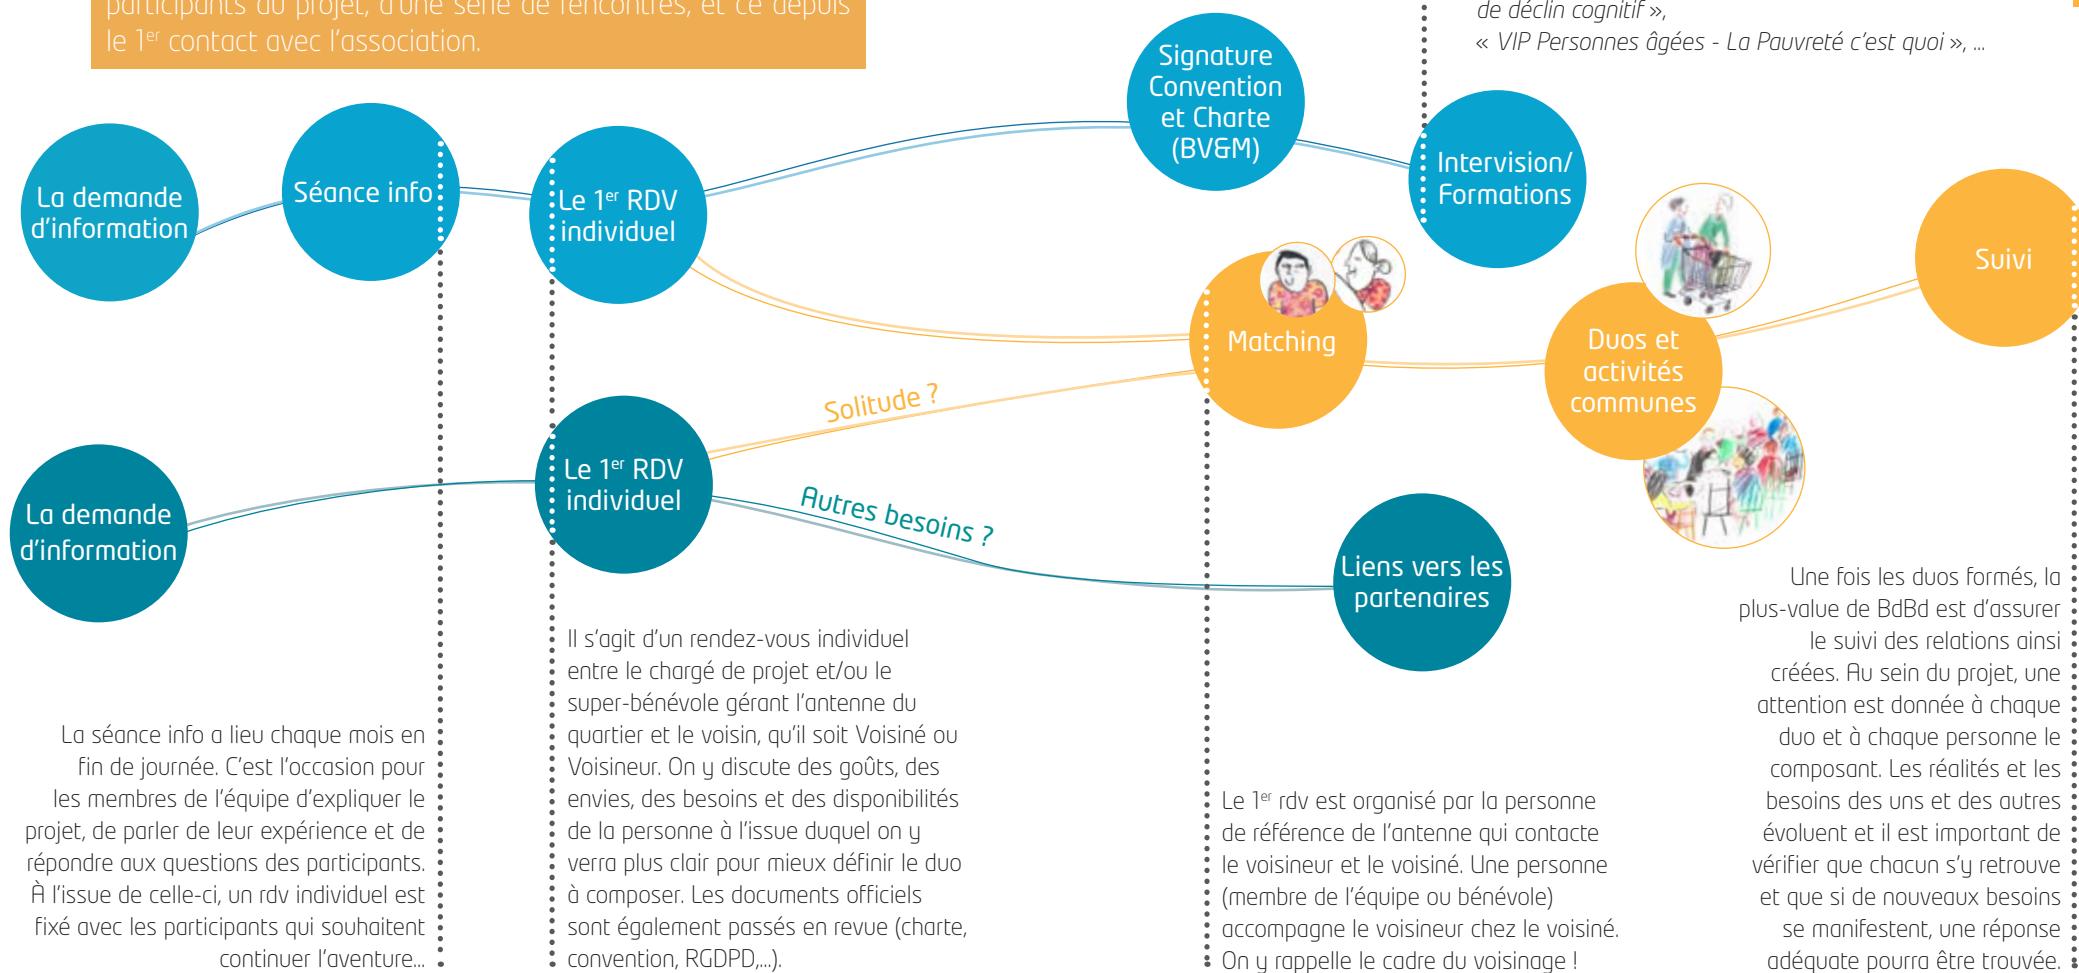 participants du projet, d'une série de rencontres, et ce depuis
le 1er contact avec l'association.
de déclin cognitif »,
« VIP Personnes âgées - La Pauvreté c'est quoi », ...
La demande
d'information
Séance info
Le 1er RDV
individuel
Signature
Convention
et Charte
(BV&M)
Intervision/
Formations
Matching
Duos et
activités
communes
Suivi
La demande
d'information
Le 1er RDV
individuel
Solitude ?
Autres besoins ?
Liens vers les
partenaires
La séance info a lieu chaque mois en
fin de journée. C'est l'occasion pour
les membres de l'équipe d'expliquer le
projet, de parler de leur expérience et de
répondre aux questions des participants.
À l'issue de celle-ci, un rdv individuel est
fixé avec les participants qui souhaitent
continuer l'aventure...
Il s'agit d'un rendez-vous individuel
entre le chargé de projet et/ou le
super-bénévole gérant l'antenne du
quartier et le voisin, qu'il soit Voisiné ou
Voisineur. On y discute des goûts, des
envies, des besoins et des disponibilités
de la personne à l'issue duquel on y
verra plus clair pour mieux définir le duo
à composer. Les documents officiels
sont également passés en revue (charte,
convention, RGDPD,...).
Le 1er rdv est organisé par la personne
de référence de l'antenne qui contacte
le voisineur et le voisiné. Une personne
(membre de l'équipe ou bénévole)
accompagne le voisineur chez le voisiné.
On y rappelle le cadre du voisinage !
Une fois les duos formés, la
plus-value de BdBd est d'assurer
le suivi des relations ainsi
créées. Au sein du projet, une
attention est donnée à chaque
duo et à chaque personne le
composant. Les réalités et les
besoins des uns et des autres
évoluent et il est important de
vérifier que chacun s'y retrouve
et que si de nouveaux besoins
se manifestent, une réponse
adéquate pourra être trouvée.